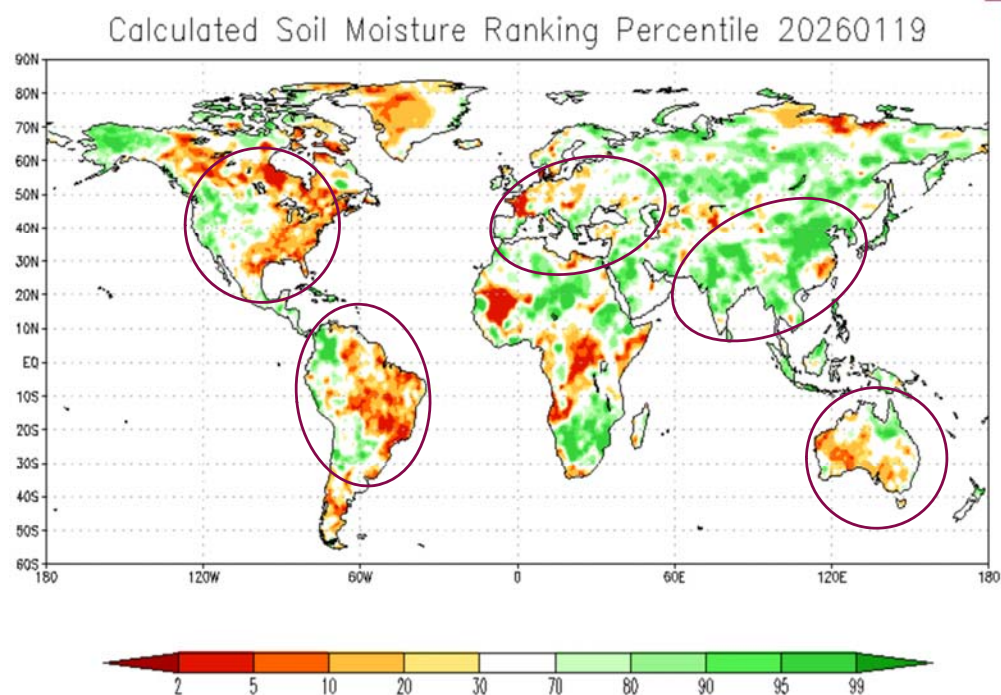 Calculated Soil Moisture Ranking Percentile 20260119
90N
80N
70N
60N
50N
40N
30N
20N
10N
EQ
10S
20S
30S
40S
50S
60S
180 120W 60W 0 60E 120E 180
2 5 10 20 30 70 80 90 95 99